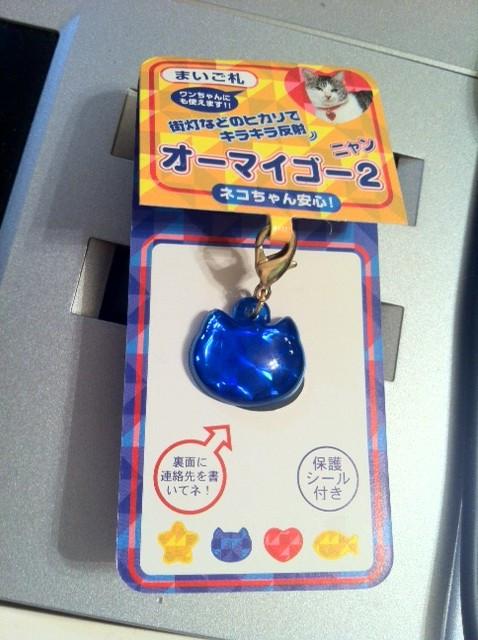 まいご札
ワンちゃんに
も使えます!!
街灯などのヒカリで
キラキラ反射♪
ニャン
オーマイゴー2
ネコちゃん安心!
裏面に
連絡先を書
いてネ!
保護
シール
付き